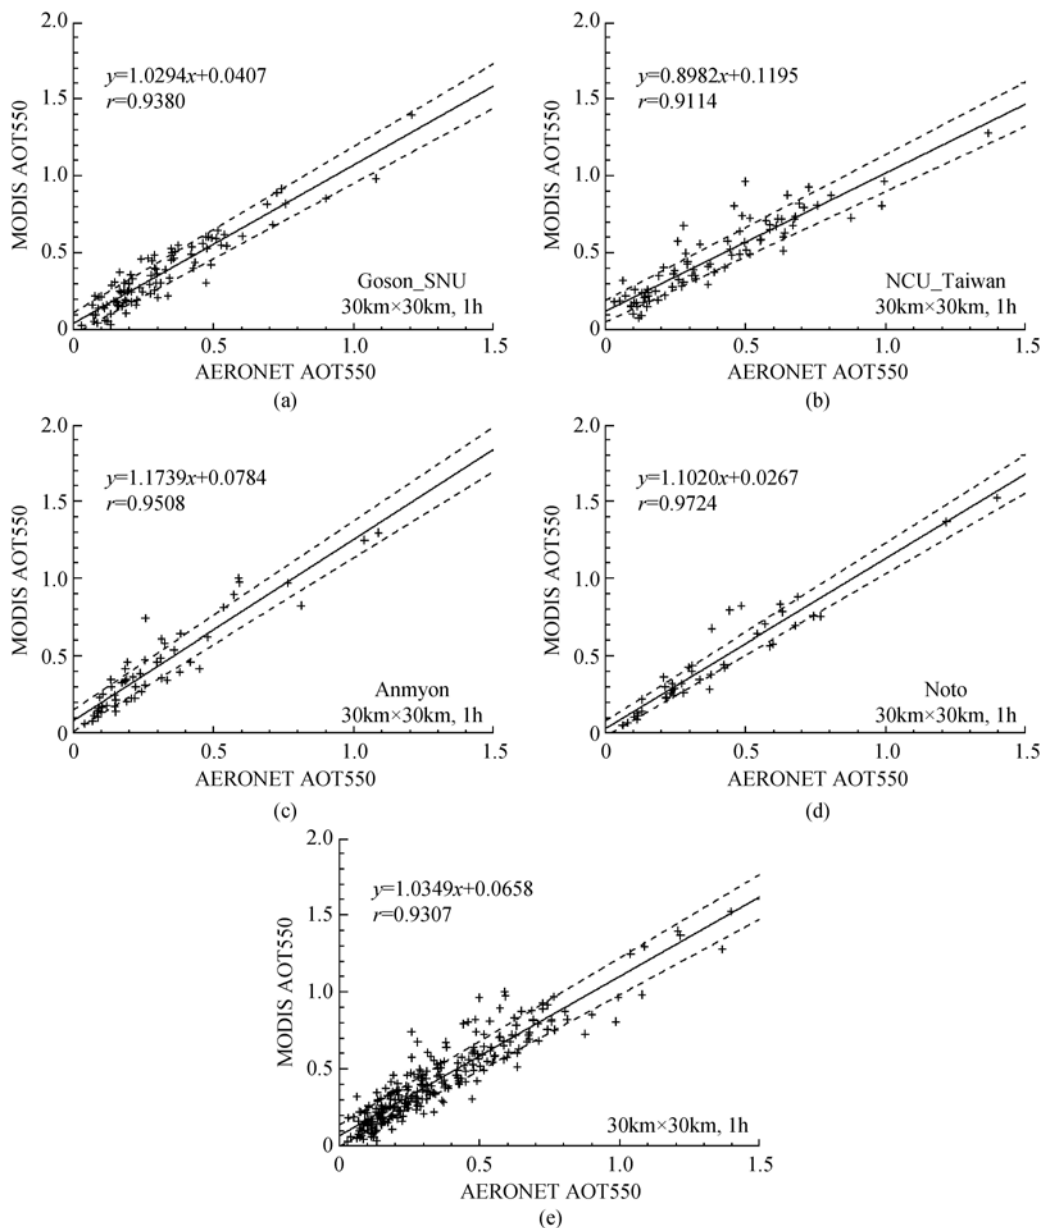 2.0
y=1.0294x+0.0407
r=0.9380
1.5
1.0
0.5
0
MODIS AOT550
Goson_SNU
30km×30km, 1h
0 0.5 1.0 1.5
AERONET AOT550
(a)
2.0
y=0.8982x+0.1195
r=0.9114
1.5
1.0
0.5
0
MODIS AOT550
NCU_Taiwan
30km×30km, 1h
0 0.5 1.0 1.5
AERONET AOT550
(b)
2.0
y=1.1739x+0.0784
r=0.9508
1.5
1.0
0.5
0
MODIS AOT550
Anmyon
30km×30km, 1h
0 0.5 1.0 1.5
AERONET AOT550
(c)
2.0
y=1.1020x+0.0267
r=0.9724
1.5
1.0
0.5
0
MODIS AOT550
Noto
30km×30km, 1h
0 0.5 1.0 1.5
AERONET AOT550
(d)
2.0
y=1.0349x+0.0658
r=0.9307
1.5
1.0
0.5
0
MODIS AOT550
30km×30km, 1h
0 0.5 1.0 1.5
AERONET AOT550
(e)